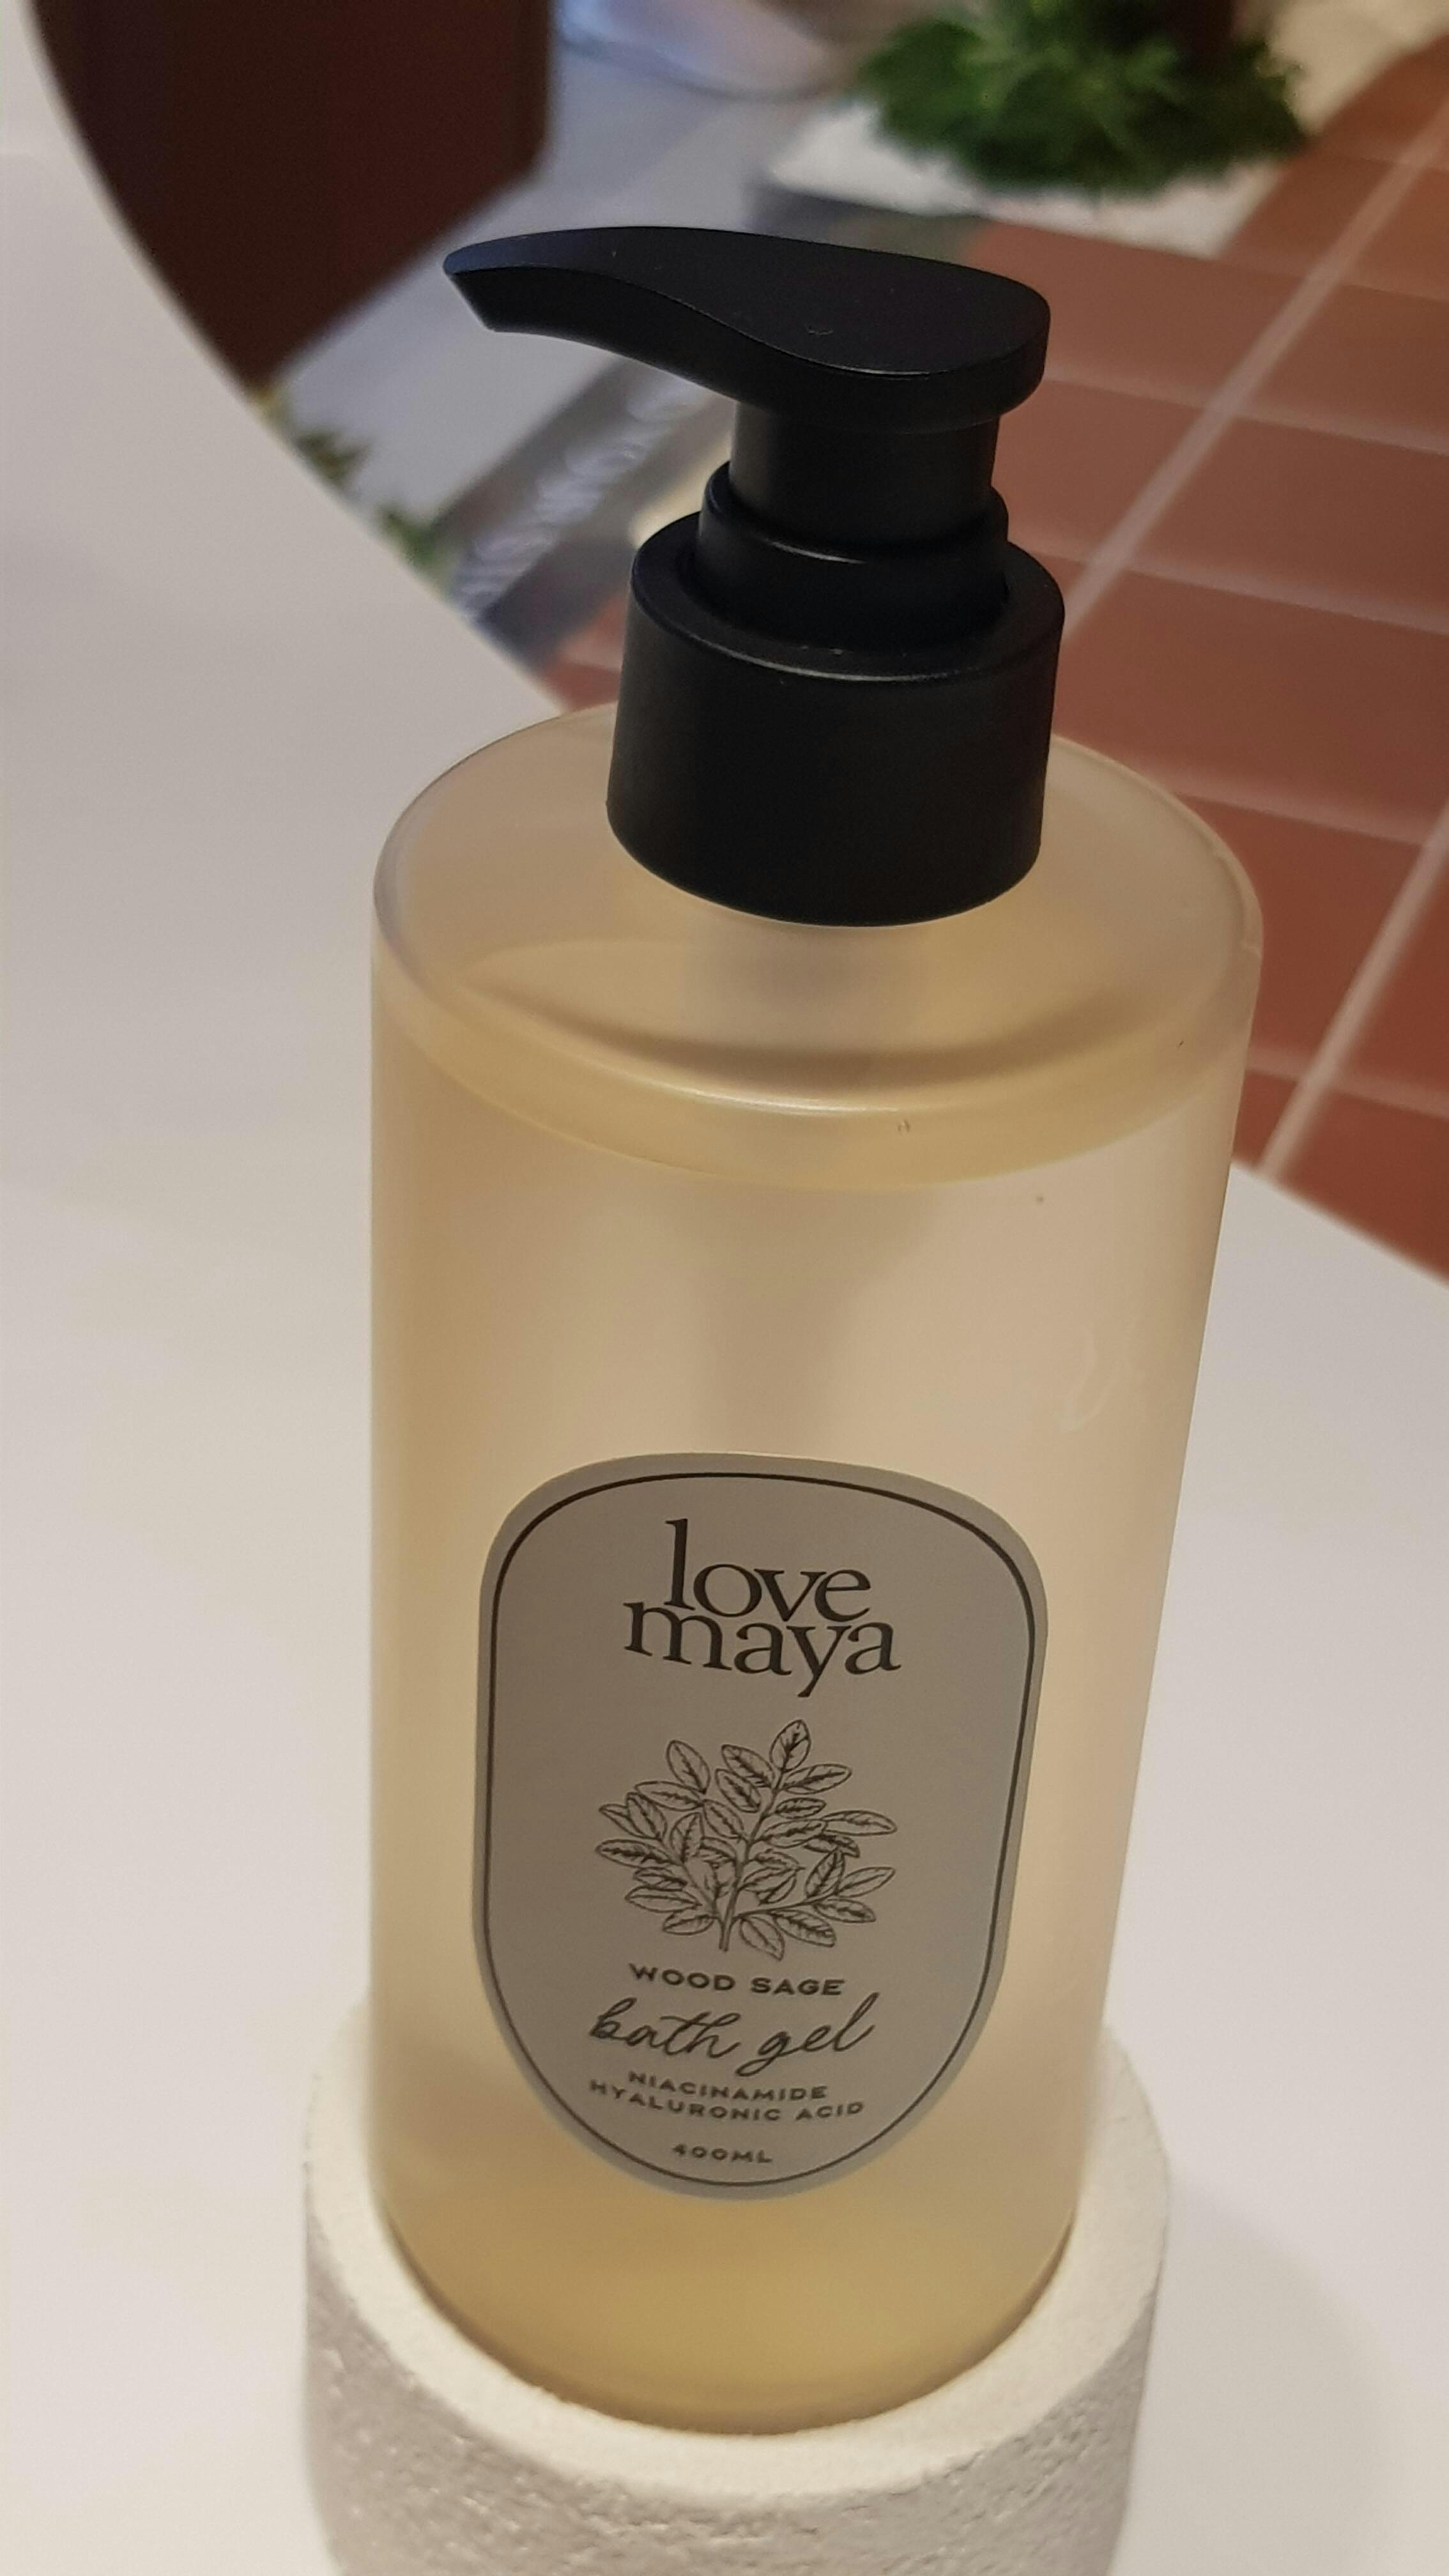 love
maya
WOOD SAGE
bath gel
NIACINAMIDE
HYALURONIC ACID
400ML